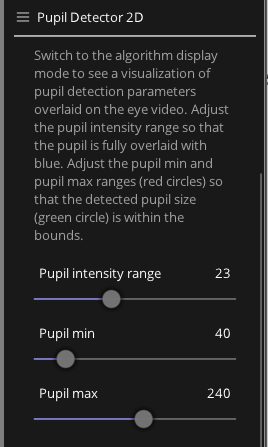 Pupil Detector 2D
Switch to the algorithm display
mode to see a visualization of
pupil detection parameters
overlaid on the eye video. Adjust
the pupil intensity range so that
the pupil is fully overlaid with
blue. Adjust the pupil min and
pupil max ranges (red circles) so
that the detected pupil size
(green circle) is within the
bounds.
Pupil intensity range 23
Pupil min 40
Pupil max 240